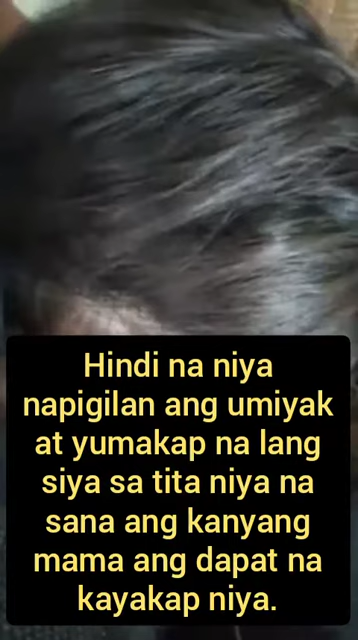 Hindi na niya
napigilan ang umiyak
at yumakap na lang
siya sa tita niya na
sana ang kanyang
mama ang dapat na
kayakap niya.